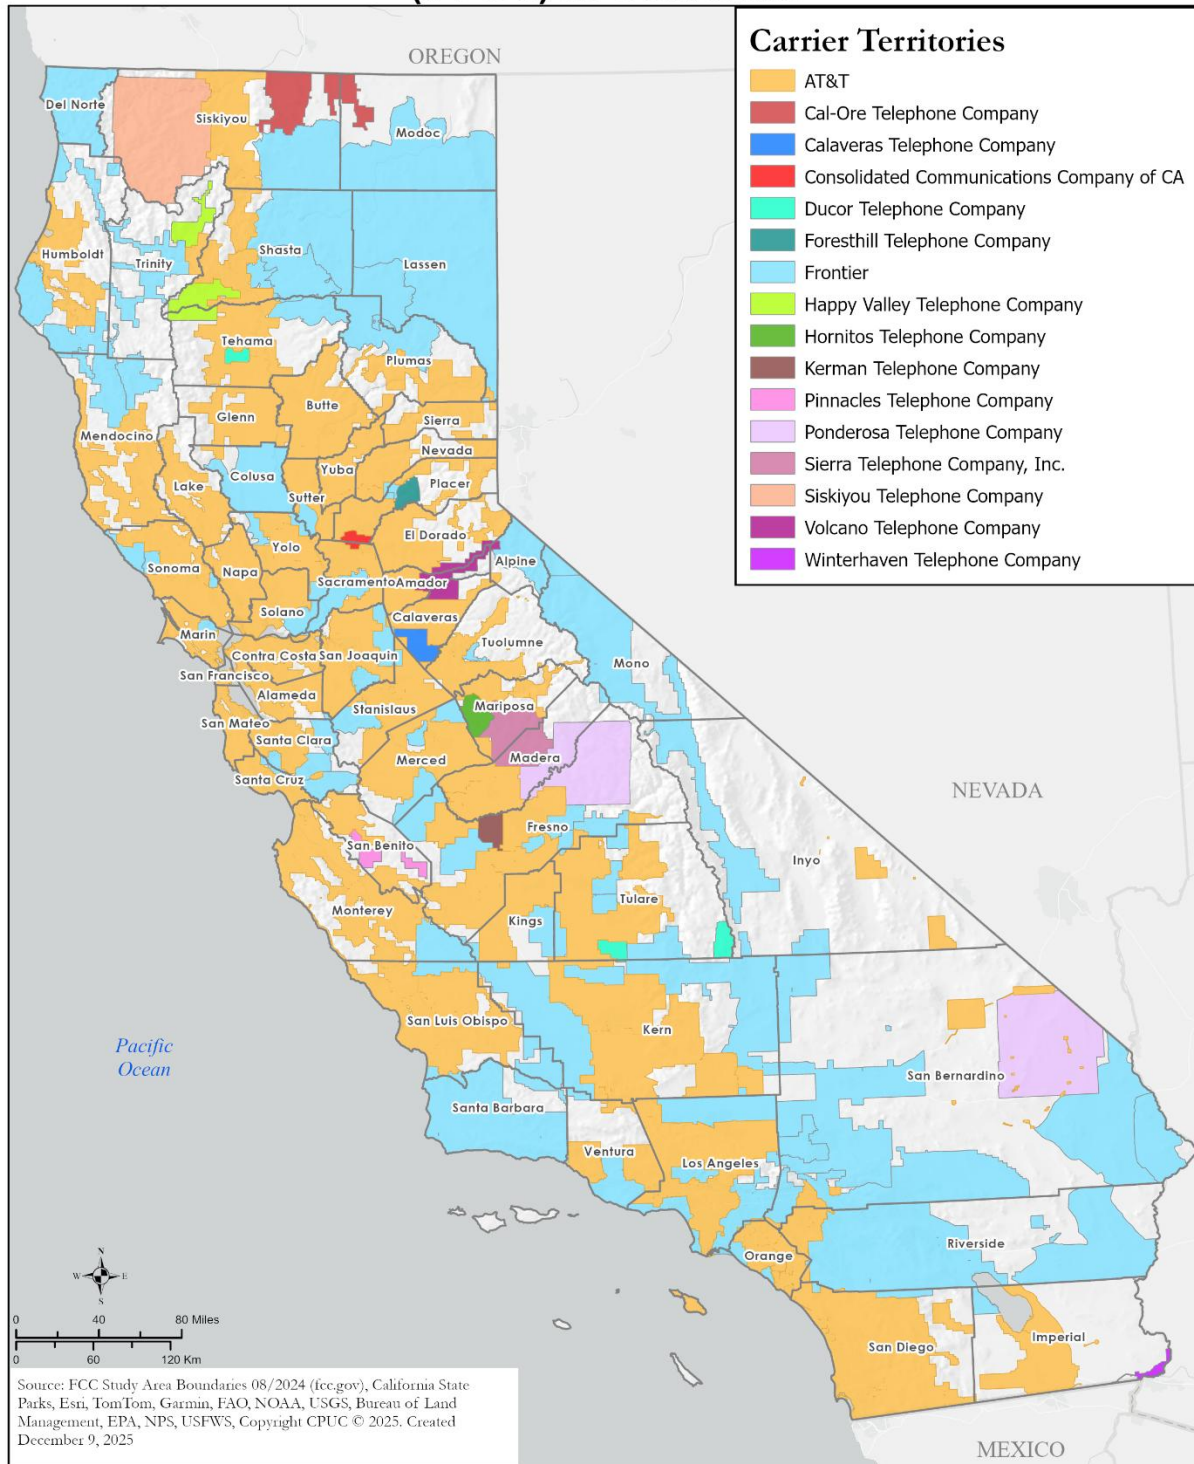 OREGON
Carrier Territories
AT&T
Cal-Ore Telephone Company
Calaveras Telephone Company
Consolidated Communications Company of CA
Ducor Telephone Company
Foresthill Telephone Company
Frontier
Happy Valley Telephone Company
Hornitos Telephone Company
Kerman Telephone Company
Pinnacles Telephone Company
Ponderosa Telephone Company
Sierra Telephone Company, Inc.
Siskiyou Telephone Company
Volcano Telephone Company
Winterhaven Telephone Company
Del Norte
Siskiyou
Modoc
Humboldt
Trinity
Shasta
Lassen
Tehama
Plumas
Glenn
Butte
Sierra
Mendocino
Nevada
Colusa
Yuba
Lake
Placer
Sutter
El Dorado
Yolo
Alpine
Sonoma
Napa
Sacramento
Amador
Solano
Calaveras
Marin
Tuolumne
Contra Costa
San Joaquin
Mono
San Francisco
Alameda
Stanislaus
Mariposa
San Mateo
Santa Clara
Merced
Madera
Santa Cruz
NEVADA
Fresno
San Benito
Inyo
Monterey
Kings
Tulare
San Luis Obispo
Kern
Pacific
Ocean
San Bernardino
Santa Barbara
Ventura
Los Angeles
Riverside
Orange
San Diego
Imperial
N
W
E
S
0 40 80 Miles
0 60 120 Km
Source: FCC Study Area Boundaries 08/2024 (fcc.gov), California State
Parks, Esri, TomTom, Garmin, FAO, NOAA, USGS, Bureau of Land
Management, EPA, NPS, USFWS, Copyright CPUC © 2025. Created
December 9, 2025
MEXICO